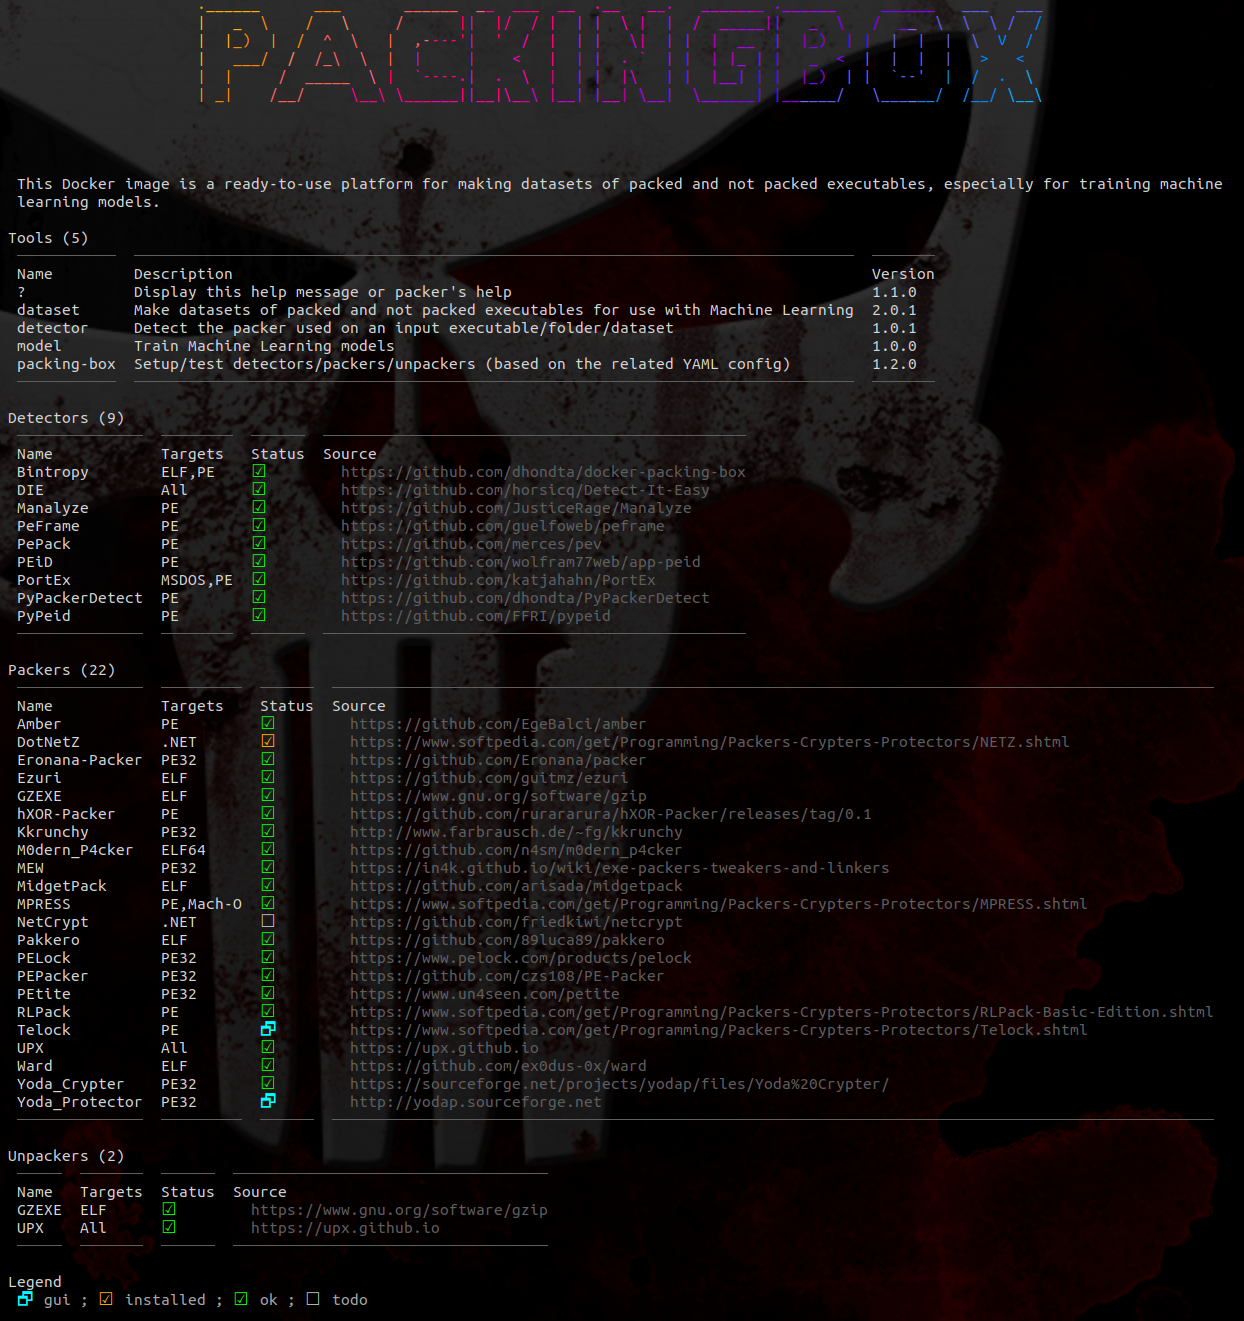 PACKING BOX
This Docker image is a ready-to-use platform for making datasets of packed and not packed executables, especially for training machine
learning models.
Tools (5)
Name Description Version
? Display this help message or packer's help 1.1.0
dataset Make datasets of packed and not packed executables for use with Machine Learning 2.0.1
detector Detect the packer used on an input executable/folder/dataset 1.0.1
model Train Machine Learning models 1.0.0
packing-box Setup/test detectors/packers/unpackers (based on the related YAML config) 1.2.0
Detectors (9)
Name Targets Status Source
Bintropy ELF,PE ☑ https://github.com/dhondta/docker-packing-box
DIE All ☑ https://github.com/horsicq/Detect-It-Easy
Manalyze PE ☑ https://github.com/JusticeRage/Manalyze
PeFrame PE ☑ https://github.com/guelfoweb/peframe
PePack PE ☑ https://github.com/merces/pev
PEiD PE ☑ https://github.com/wolfram77web/app-peid
PortEx MSDOS,PE ☑ https://github.com/katjahahn/PortEx
PyPackerDetect PE ☑ https://github.com/dhondta/PyPackerDetect
PyPeid PE ☑ https://github.com/FFRI/pypeid
Packers (22)
Name Targets Status Source
Amber PE ☑ https://github.com/EgeBalci/amber
DotNetZ .NET ☑ https://www.softpedia.com/get/Programming/Packers-Crypters-Protectors/NETZ.shtml
Eronana-Packer PE32 ☑ https://github.com/Eronana/packer
Ezuri ELF ☑ https://github.com/guitmz/ezuri
GZEXE ELF ☑ https://www.gnu.org/software/gzip
hXOR-Packer PE ☑ https://github.com/rurararura/hXOR-Packer/releases/tag/0.1
Kkrunchy PE32 ☑ http://www.farbrausch.de/~fg/kkrunchy
M0dern_P4cker ELF64 ☑ https://github.com/n4sm/m0dern_p4cker
MEW PE32 ☑ https://in4k.github.io/wiki/exe-packers-tweakers-and-linkers
MidgetPack ELF ☑ https://github.com/arisada/midgetpack
MPRESS PE,Mach-O ☑ https://www.softpedia.com/get/Programming/Packers-Crypters-Protectors/MPRESS.shtml
NetCrypt .NET ☐ https://github.com/friedkiwi/netcrypt
Pakkero ELF ☑ https://github.com/89luca89/pakkero
PELock PE32 ☑ https://www.pelock.com/products/pelock
PEPacker PE32 ☑ https://github.com/czs108/PE-Packer
PEtite PE32 ☑ https://www.un4seen.com/petite
RLPack PE ☑ https://www.softpedia.com/get/Programming/Packers-Crypters-Protectors/RLPack-Basic-Edition.shtml
Telock PE 🗗 https://www.softpedia.com/get/Programming/Packers-Crypters-Protectors/Telock.shtml
UPX All ☑ https://upx.github.io
Ward ELF ☑ https://github.com/ex0dus-0x/ward
Yoda_Crypter PE32 ☑ https://sourceforge.net/projects/yodap/files/Yoda%20Crypter/
Yoda_Protector PE32 🗗 http://yodap.sourceforge.net
Unpackers (2)
Name Targets Status Source
GZEXE ELF ☑ https://www.gnu.org/software/gzip
UPX All ☑ https://upx.github.io
Legend
🗗 gui ; ☑ installed ; ☑ ok ; ☐ todo